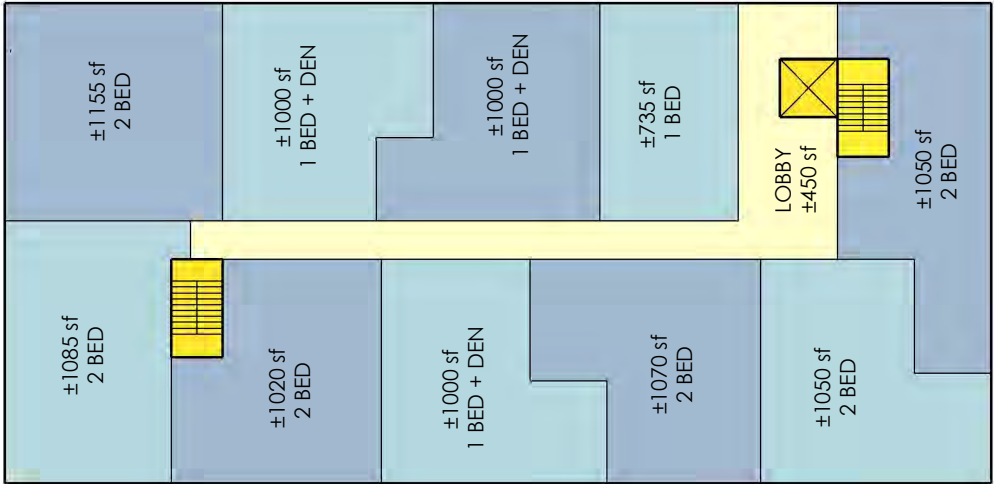 ±1155 sf
2 BED
±1000 sf
1 BED + DEN
±1000 sf
1 BED + DEN
±735 sf
1 BED
LOBBY
±450 sf
±1050 sf
2 BED
±1085 sf
2 BED
±1020 sf
2 BED
±1000 sf
1 BED + DEN
±1070 sf
2 BED
±1050 sf
2 BED